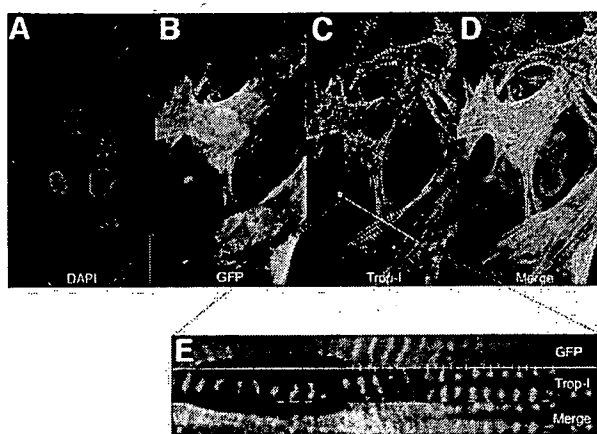 A
B
C
D
DAPI
GFP
Trop-I
Merge
E
GFP
Trop-I
Merge